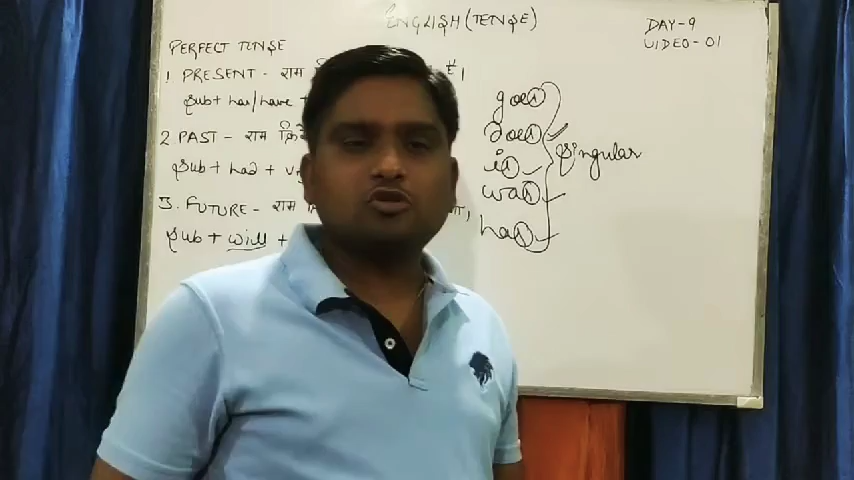 ENGLISH (TENSE)
DAY-9
VIDEO-01
PERFECT TENSE
1 PRESENT - राम
Sub + has/have +
2 PAST - राम
Sub + had +
3. FUTURE - राम
Sub + will +
goes
does
is
was
has
Singular